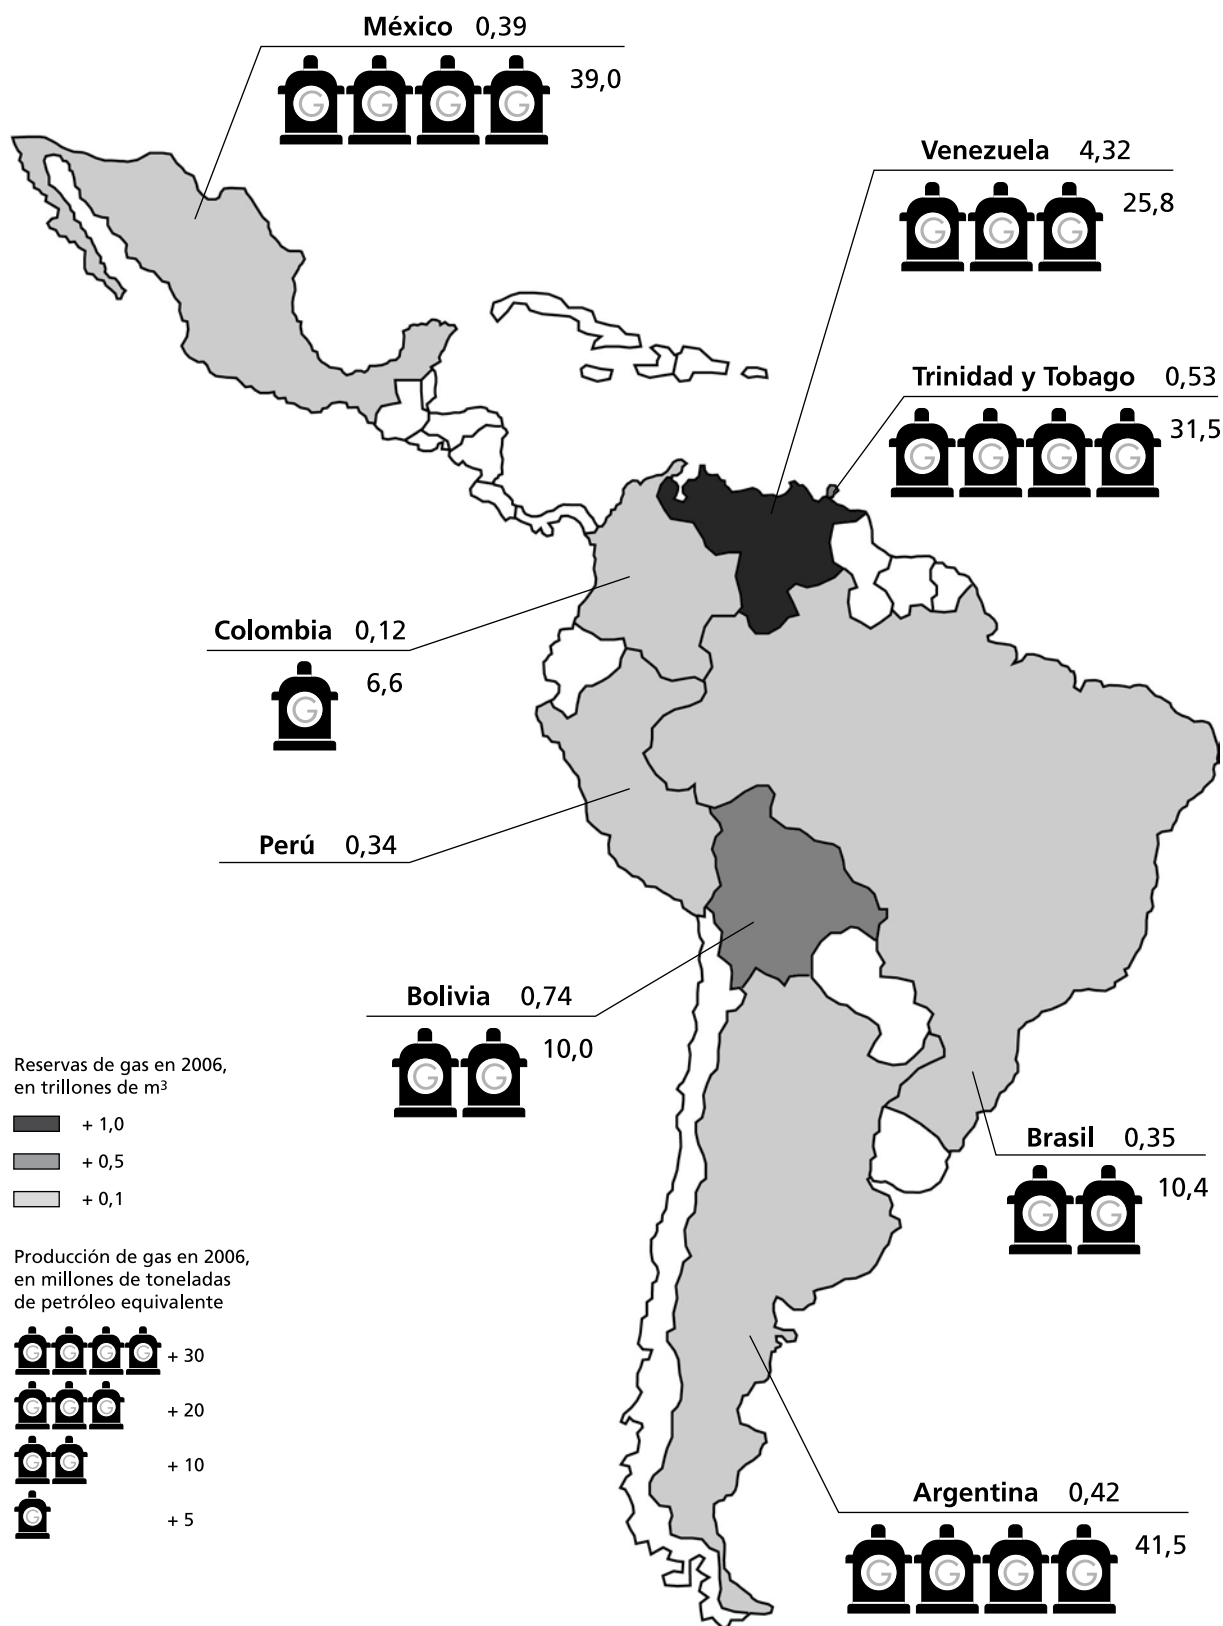 México 0,39
39,0
Venezuela 4,32
25,8
Trinidad y Tobago 0,53
31,5
Colombia 0,12
6,6
Perú 0,34
Bolivia 0,74
10,0
Brasil 0,35
10,4
Argentina 0,42
41,5
Reservas de gas en 2006,
en trillones de m³
+ 1,0
+ 0,5
+ 0,1
Producción de gas en 2006,
en millones de toneladas
de petróleo equivalente
+ 30
+ 20
+ 10
+ 5